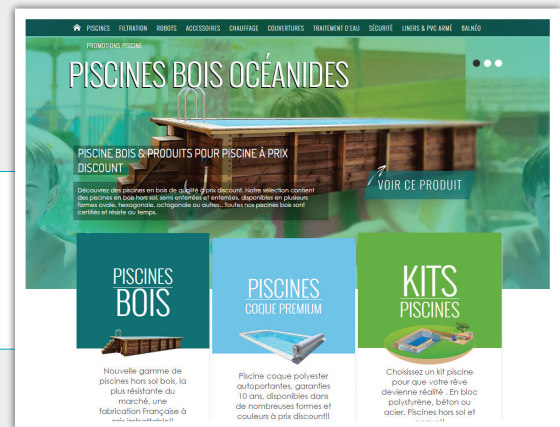 PISCINES FILTRATION ROBOTS ACCESSOIRES CHAUFFAGE COUVERTURES TRAITEMENT D'EAU SÉCURITÉ LINERS & PVC ARMÉ BALNÉO
PROMOTIONS PISCINE
PISCINES BOIS OCÉANIDES
PISCINE BOIS & PRODUITS POUR PISCINE À PRIX
DISCOUNT
Découvrez des piscines en bois de qualité à prix discount. Notre sélection contient
des piscines en bois hors sol, semi enterrées et enterrées, disponibles en plusieurs
formes ovale, hexagonale, octogonale ou autres.. Toutes nos piscines bois sont
certifiés et résiste au temps.
VOIR CE PRODUIT
PISCINES
BOIS
Nouvelle gamme de
piscines hors sol bois, la
plus résistante du
marché, une
fabrication Française à
prix imbattable!!
PISCINES
COQUE PREMIUM
Piscine coque polyester
autoportantes, garanties
10 ans, disponibles dans
de nombreuses formes et
couleurs à prix discount!!
KITS
PISCINES
Choisissez un kit piscine
pour que votre rêve
devienne réalité . En bloc
polystyrène, béton ou
acier. Piscines hors sol et